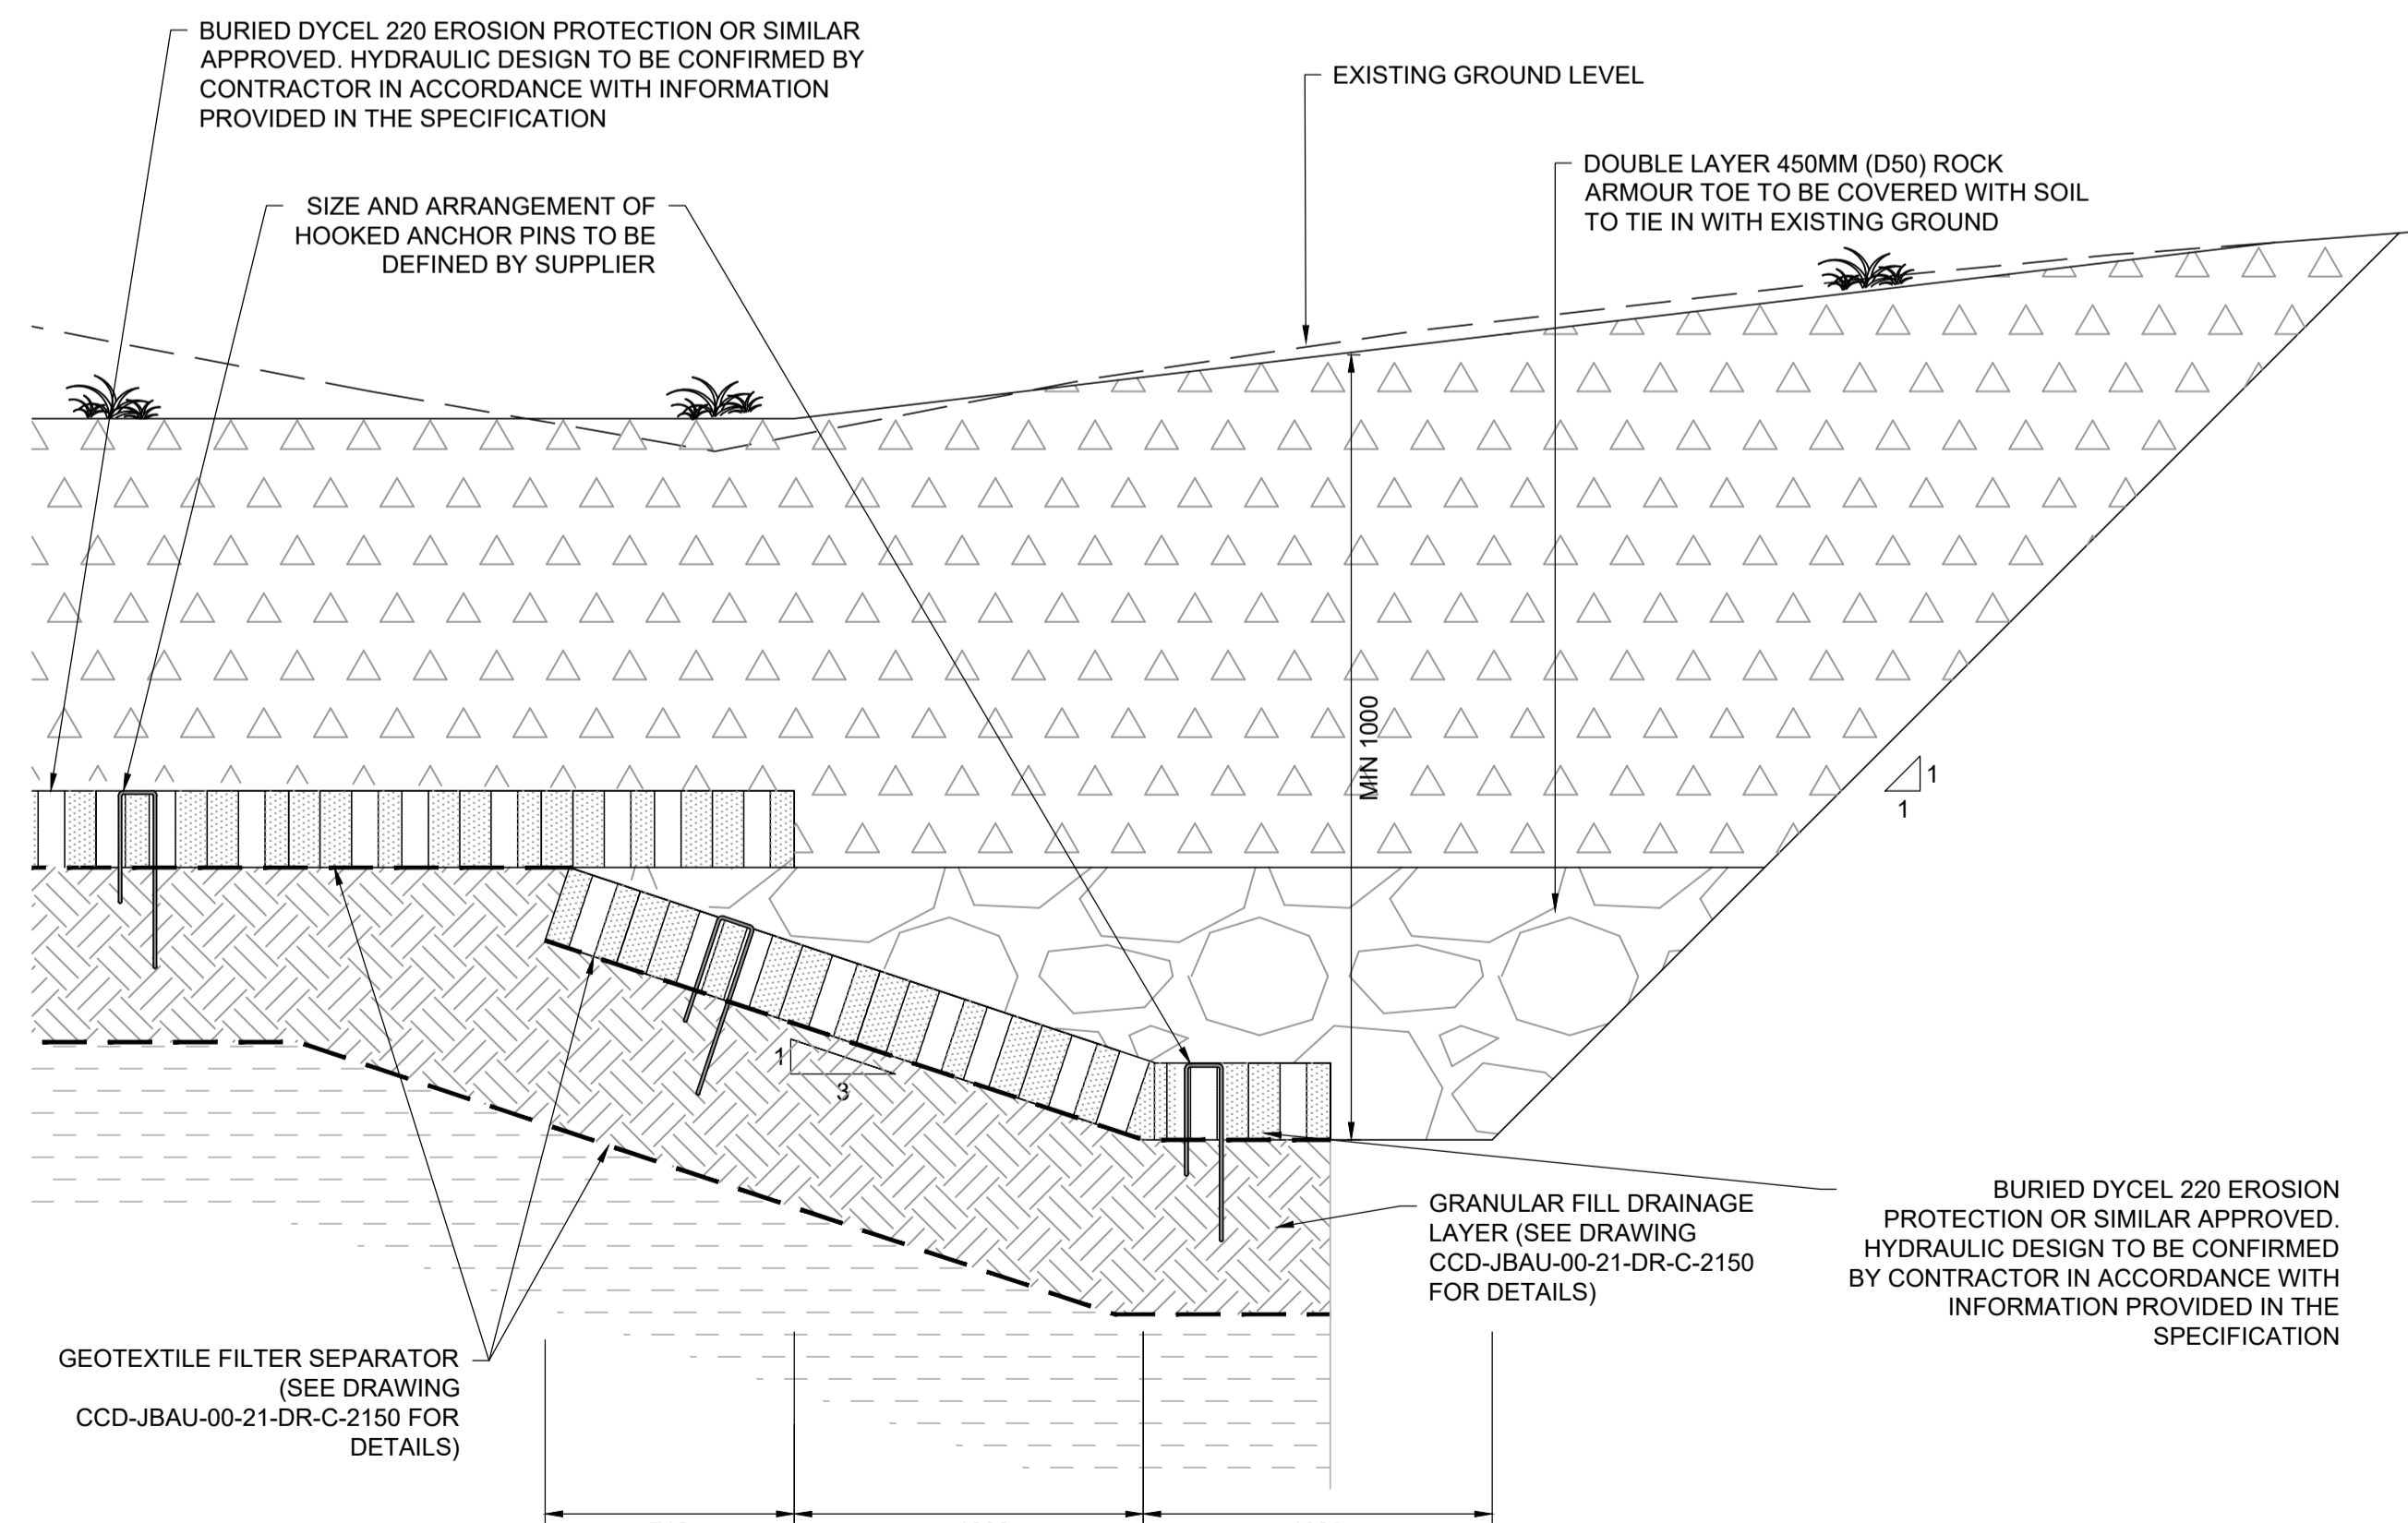 BURIED DYCEL 220 EROSION PROTECTION OR SIMILAR
APPROVED. HYDRAULIC DESIGN TO BE CONFIRMED BY
CONTRACTOR IN ACCORDANCE WITH INFORMATION
PROVIDED IN THE SPECIFICATION
EXISTING GROUND LEVEL
DOUBLE LAYER 450MM (D50) ROCK
ARMOUR TOE TO BE COVERED WITH SOIL
TO TIE IN WITH EXISTING GROUND
SIZE AND ARRANGEMENT OF
HOOKED ANCHOR PINS TO BE
DEFINED BY SUPPLIER
MIN 1000
1
1
1
3
GRANULAR FILL DRAINAGE
LAYER (SEE DRAWING
CCD-JBAU-00-21-DR-C-2150
FOR DETAILS)
BURIED DYCEL 220 EROSION
PROTECTION OR SIMILAR APPROVED.
HYDRAULIC DESIGN TO BE CONFIRMED
BY CONTRACTOR IN ACCORDANCE WITH
INFORMATION PROVIDED IN THE
SPECIFICATION
GEOTEXTILE FILTER SEPARATOR
(SEE DRAWING
CCD-JBAU-00-21-DR-C-2150 FOR
DETAILS)